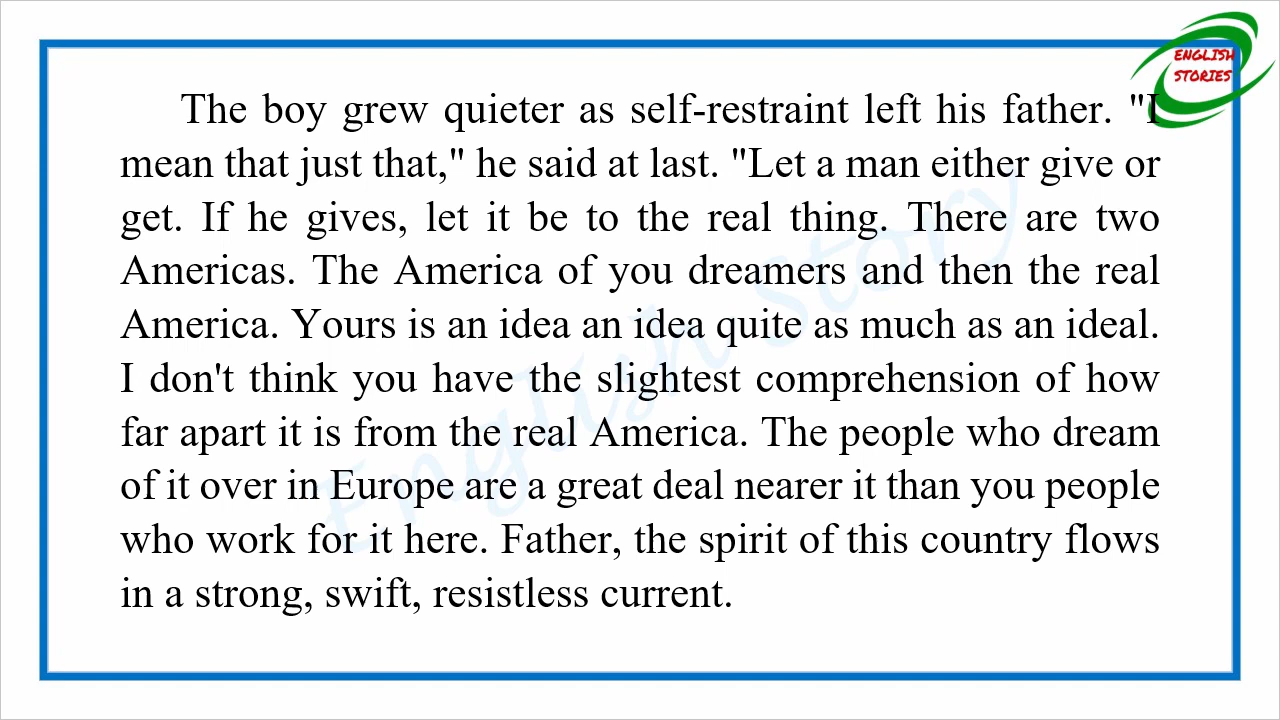 ENGLISH
STORIES
The boy grew quieter as self-restraint left his father. "I
mean that just that," he said at last. "Let a man either give or
get. If he gives, let it be to the real thing. There are two
Americas. The America of you dreamers and then the real
America. Yours is an idea an idea quite as much as an ideal.
I don't think you have the slightest comprehension of how
far apart it is from the real America. The people who dream
of it over in Europe are a great deal nearer it than you people
who work for it here. Father, the spirit of this country flows
in a strong, swift, resistless current.
English Story